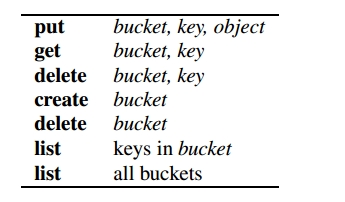 put bucket, key, object
get bucket, key
delete bucket, key
create bucket
delete bucket
list keys in bucket
list all buckets